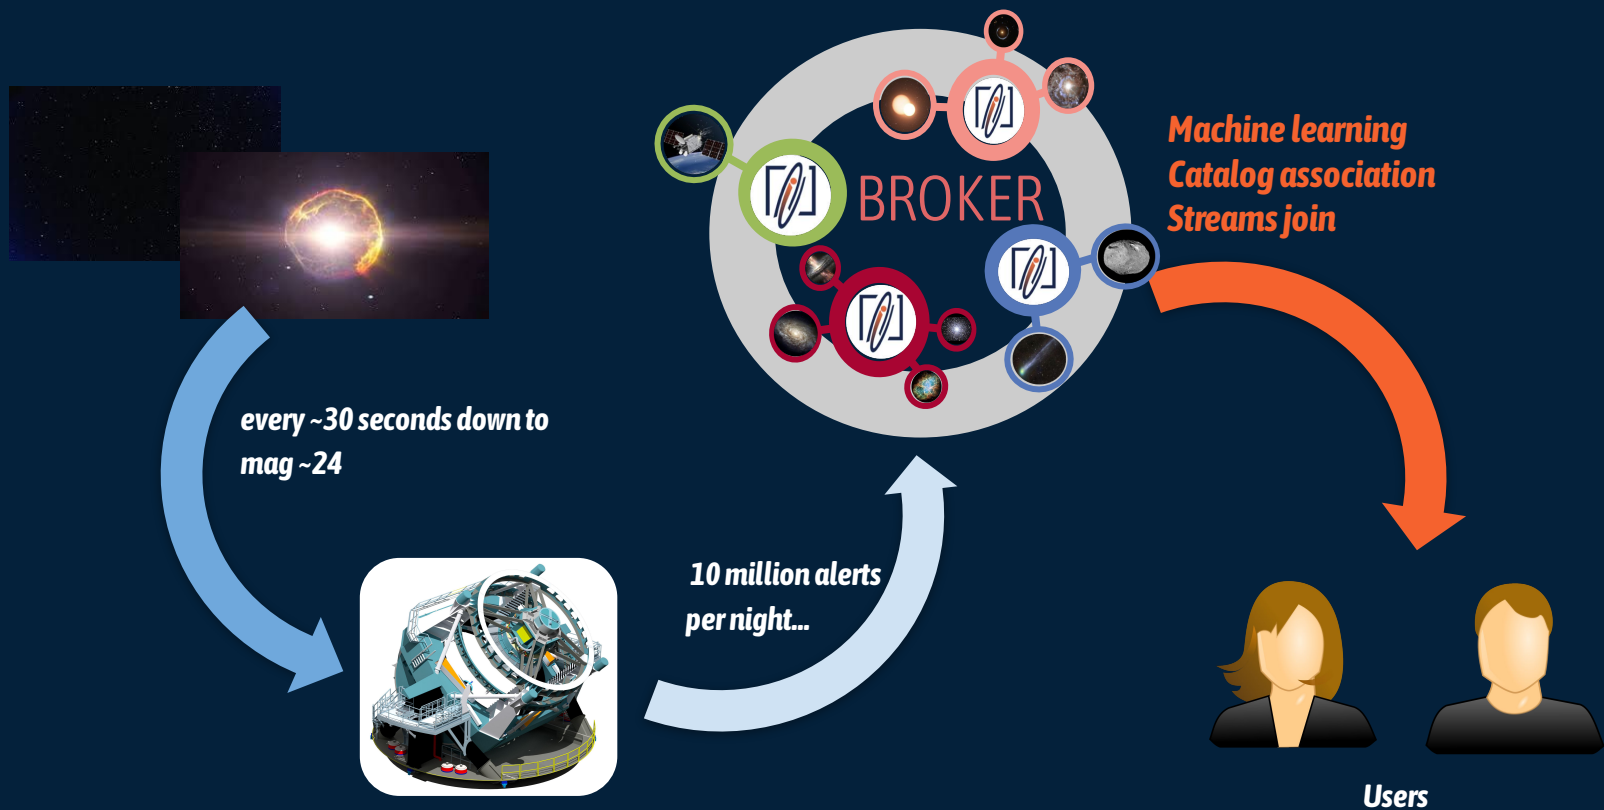 BROKER
Machine learning
Catalog association
Streams join
every ~30 seconds down to
mag ~24
10 million alerts
per night...
Users